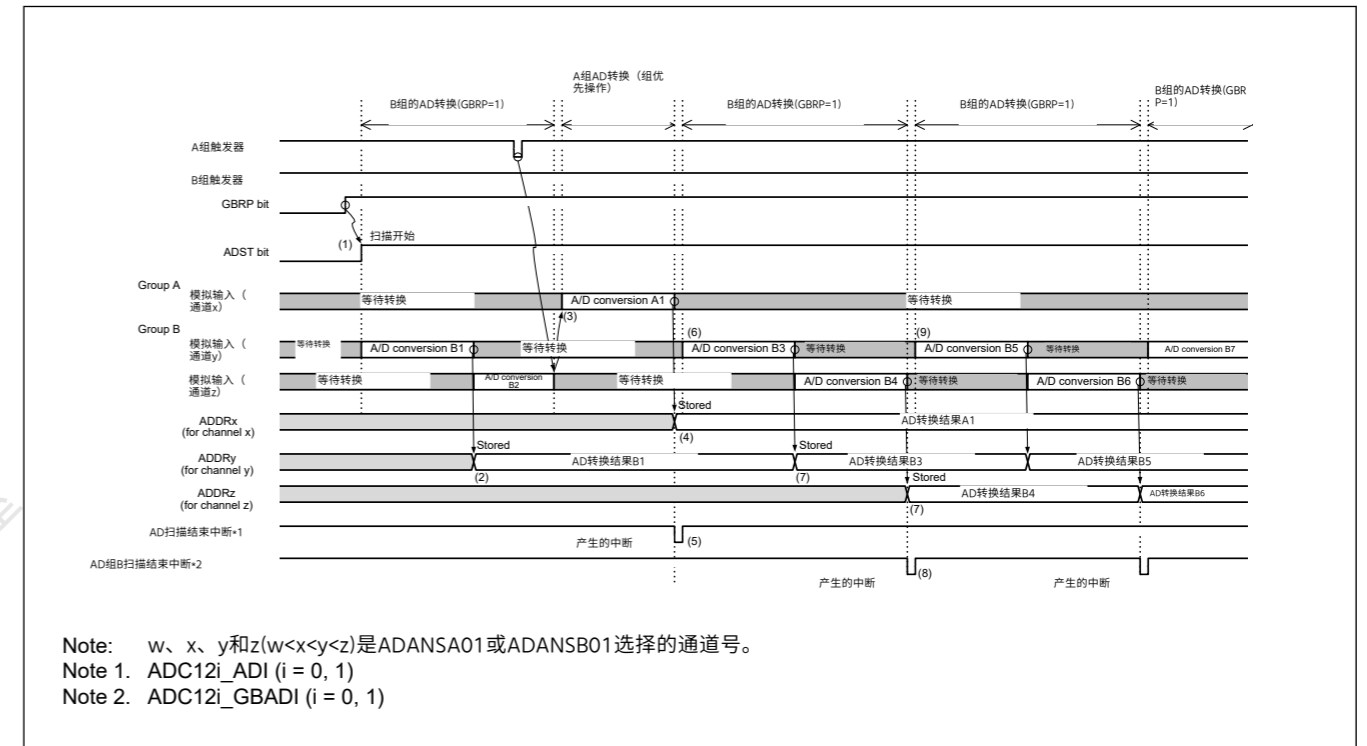 A组AD转换（组优
先操作）
B组的AD转换(GBRP=1)
B组的AD转换(GBRP=1)
B组的AD转换(GBRP=1)
B组的AD转换(GBR
P=1)
A组触发器
B组触发器
GBRP bit
(1)
扫描开始
ADST bit
Group A
模拟输入（
通道x）
等待转换
A/D conversion A1
等待转换
(3)
Group B
(6)
(9)
模拟输入（
通道y）
等待转换
A/D conversion B1
等待转换
A/D conversion B3
等待转换
A/D conversion B5
等待转换
A/D conversion B7
模拟输入（
通道z）
等待转换
A/D conversion
B2
等待转换
A/D conversion B4
等待转换
A/D conversion B6
等待转换
Stored
ADDRx
(for channel x)
AD转换结果A1
(4)
Stored
Stored
ADDRy
(for channel y)
AD转换结果B1
AD转换结果B3
AD转换结果B5
(2)
(7)
Stored
ADDRz
(for channel z)
AD转换结果B4
AD转换结果B6
(7)
AD扫描结束中断*1
产生的中断
(5)
AD组B扫描结束中断*2
产生的中断
(8)
产生的中断
Note: w、x、y和z(w<x<y<z)是ADANSA01或ADANSB01选择的通道号。
Note 1. ADC12i_ADI (i = 0, 1)
Note 2. ADC12i_GBADI (i = 0, 1)